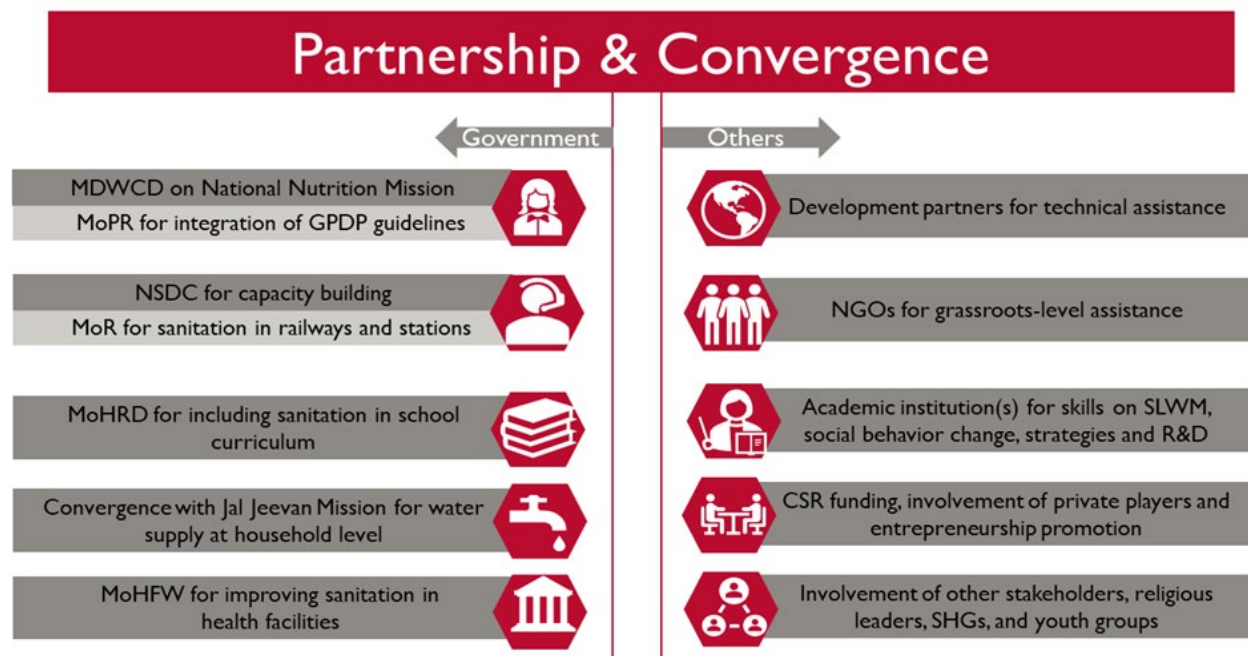 Partnership & Convergence
Government
MDWCD on National Nutrition Mission
MoPR for integration of GPDP guidelines
NSDC for capacity building
MoR for sanitation in railways and stations
MoHRD for including sanitation in school
curriculum
Convergence with Jal Jeevan Mission for water
supply at household level
MoHFW for improving sanitation in
health facilities
Others
Development partners for technical assistance
NGOs for grassroots-level assistance
Academic institution(s) for skills on SLWM,
social behavior change, strategies and R&D
CSR funding, involvement of private players and
entrepreneurship promotion
Involvement of other stakeholders, religious
leaders, SHGs, and youth groups